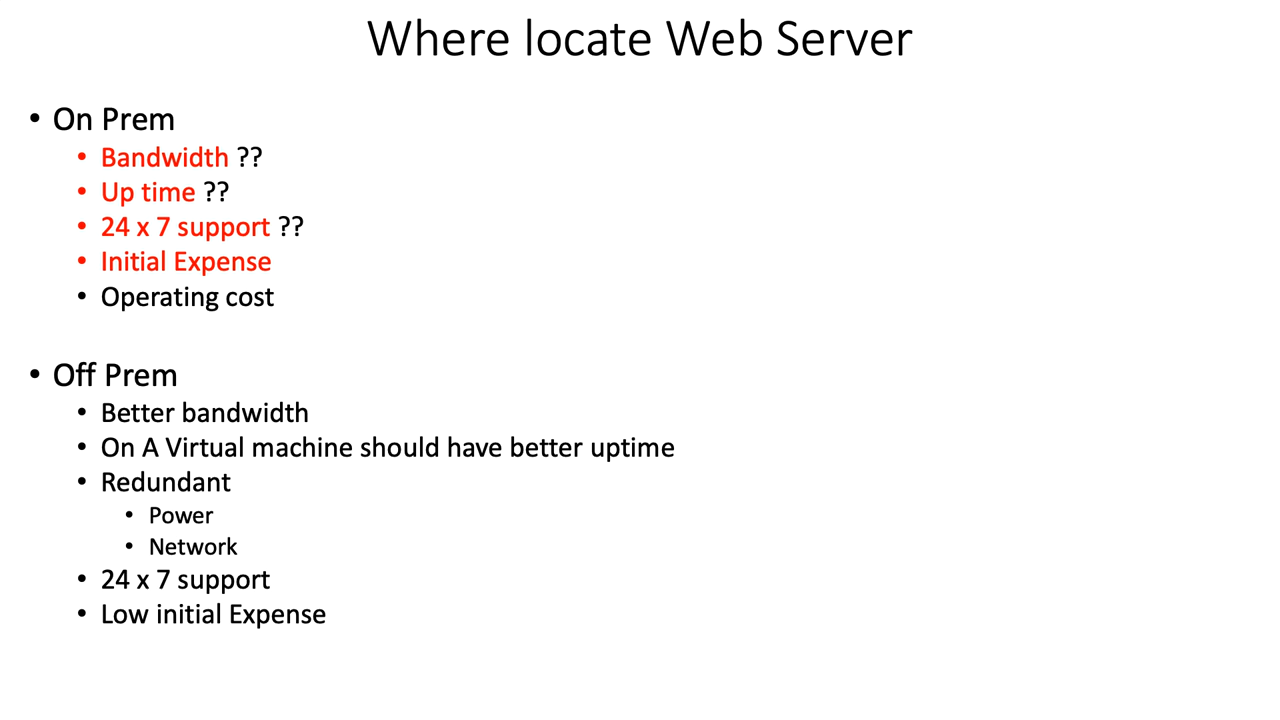 Where locate Web Server
• On Prem
• Bandwidth ??
• Up time ??
• 24 x 7 support ??
• Initial Expense
• Operating cost
• Off Prem
• Better bandwidth
• On A Virtual machine should have better uptime
• Redundant
• Power
• Network
• 24 x 7 support
• Low initial Expense